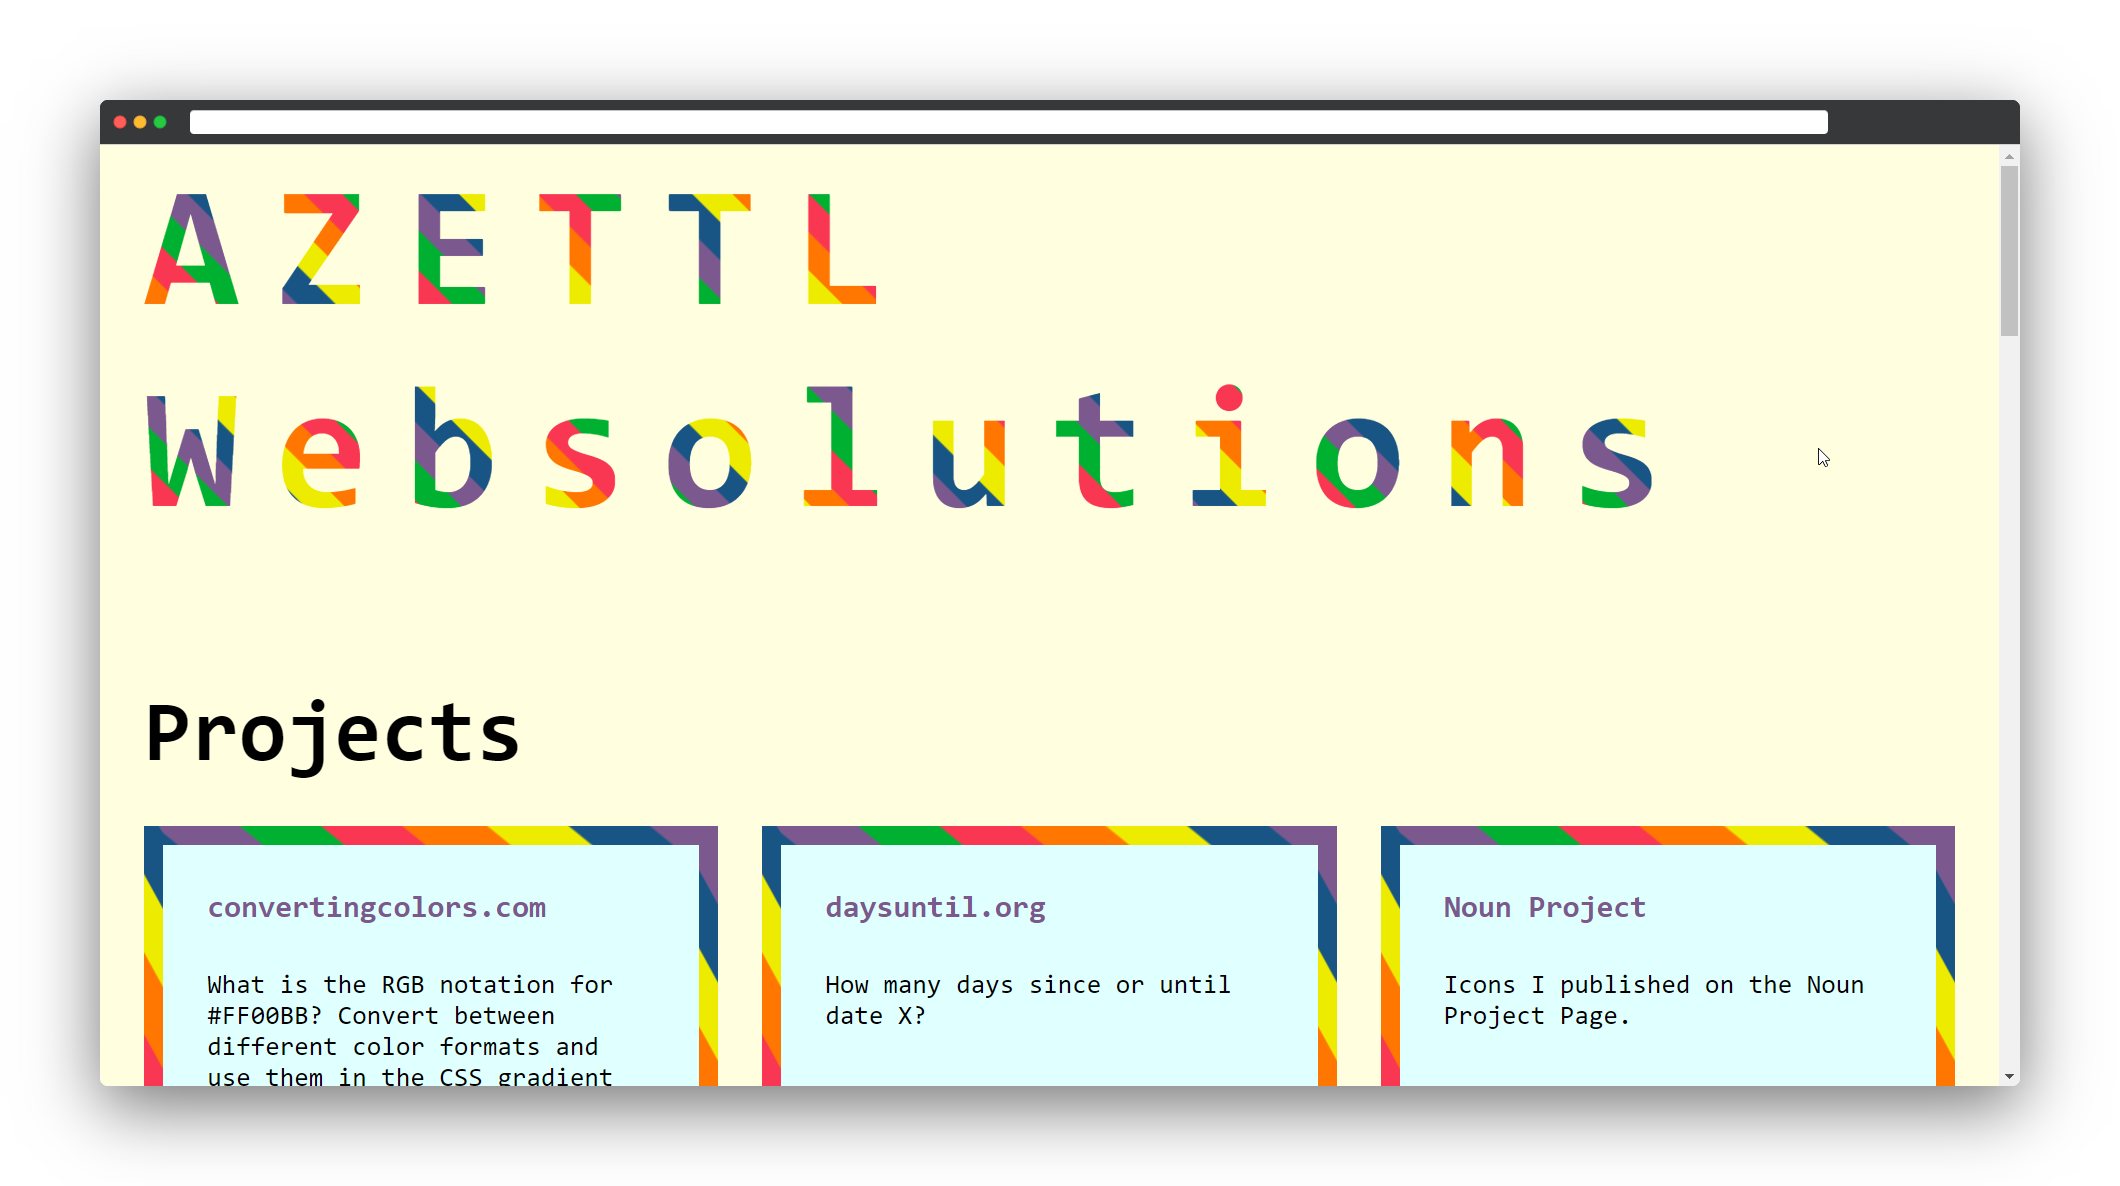 AZETTL
Websolutions
Projects
convertingcolors.com
What is the RGB notation for
#FF00BB? Convert between
different color formats and
use them in the CSS gradient
daysuntil.org
How many days since or until
date X?
Noun Project
Icons I published on the Noun
Project Page.